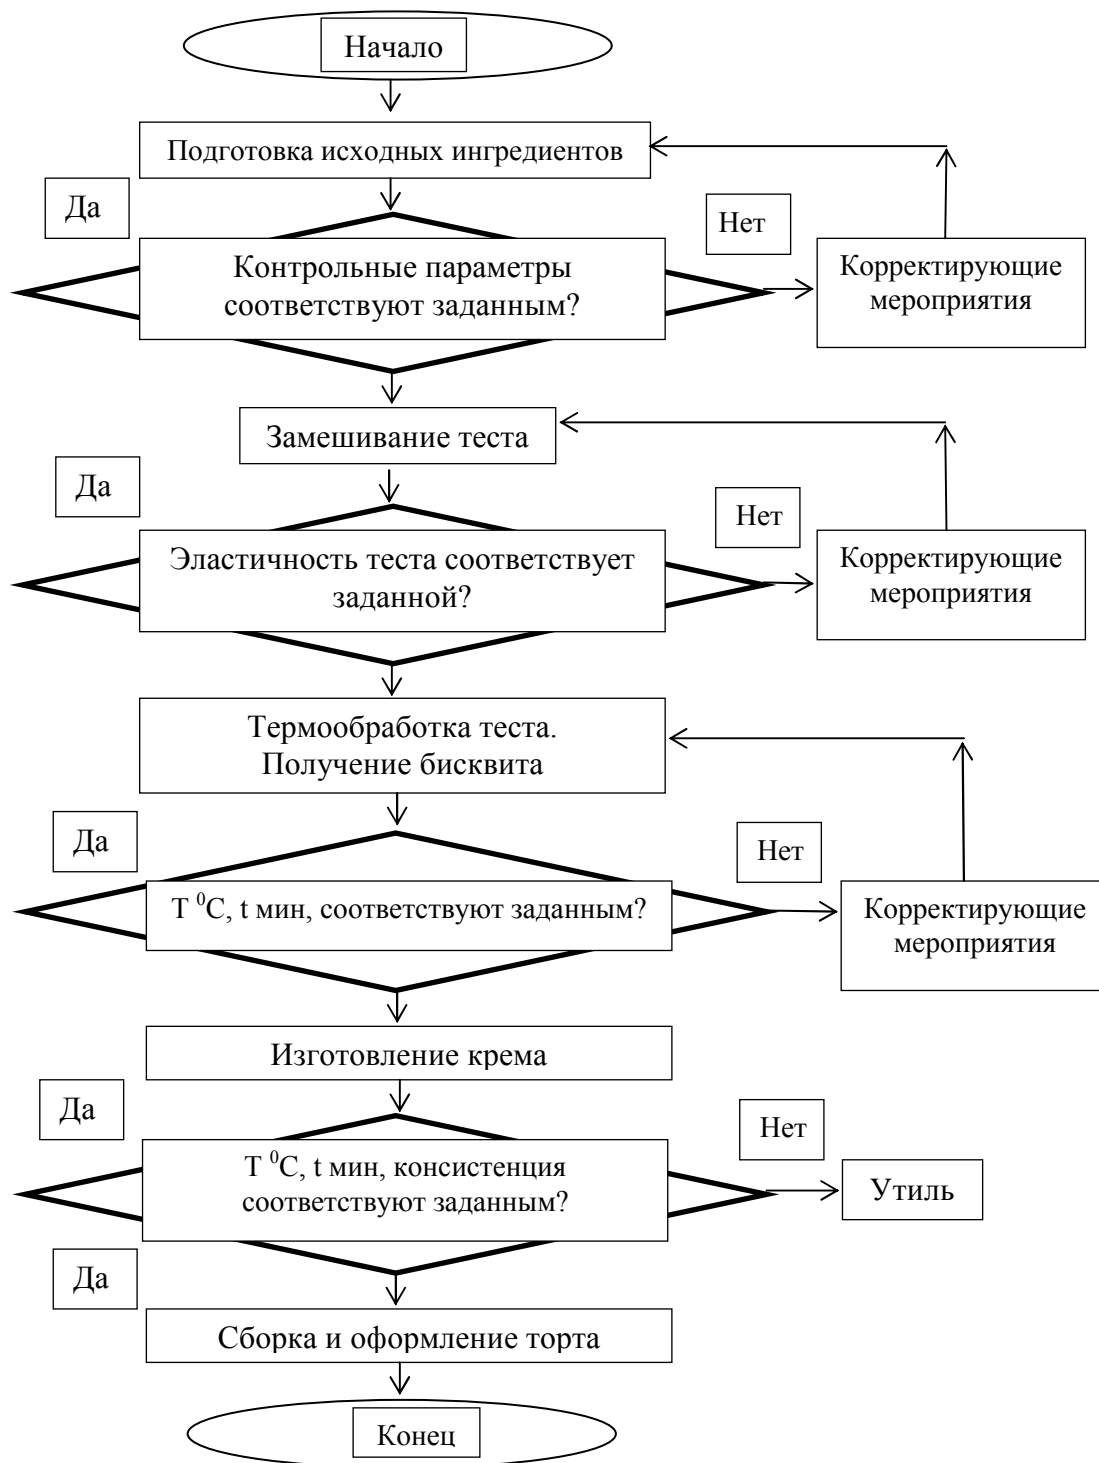 Начало
Подготовка исходных ингредиентов
Да
Нет
Контрольные параметры
соответствуют заданным?
Корректирующие
мероприятия
Замешивание теста
Да
Нет
Эластичность теста соответствует
заданной?
Корректирующие
мероприятия
Термообработка теста.
Получение бисквита
Да
Нет
Т ⁰С, t мин, соответствуют заданным?
Корректирующие
мероприятия
Изготовление крема
Да
Нет
Т ⁰С, t мин, консистенция
соответствуют заданным?
Утиль
Да
Сборка и оформление торта
Конец